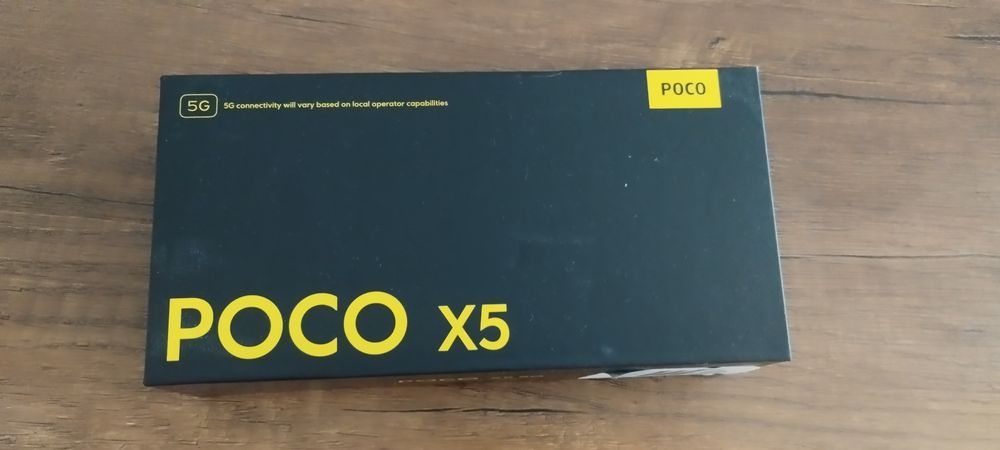 5G
5G connectivity will vary based on local operator capabilities
POCO
POCO X5